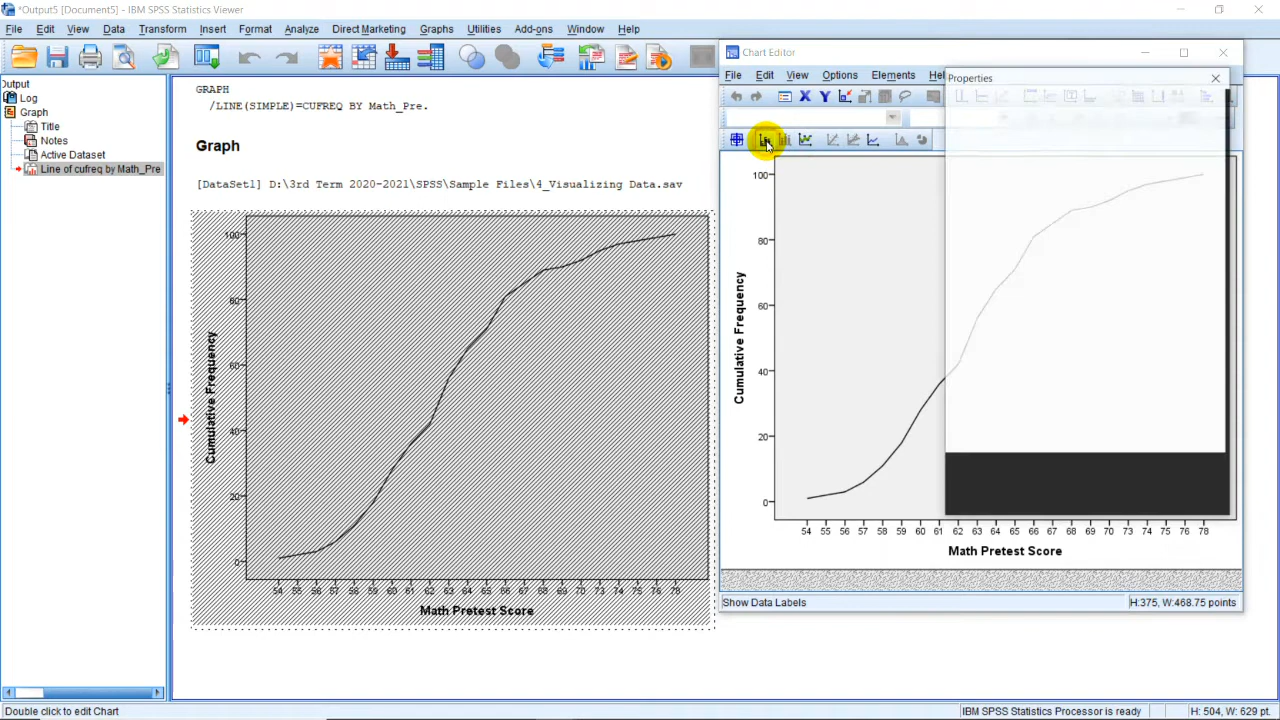 *Output5 [Document5] - IBM SPSS Statistics Viewer
File Edit View Data Transform Insert Format Analyze Direct Marketing Graphs Utilities Add-ons Window Help
Output
Log
Graph
Title
Notes
Active Dataset
Line of cufreq by Math_Pre
GRAPH
/LINE(SIMPLE)=CUFREQ BY Math_Pre.
Graph
[DataSet1] D:\3rd Term 2020-2021\SPSS\Sample Files\4_Visualizing Data.sav
100
80
60
40
20
0
Cumulative Frequency
54 55 56 57 58 59 60 61 62 63 64 65 66 67 68 69 70 73 74 75 76 78
Math Pretest Score
Chart Editor
File Edit View Options Elements Hel
Properties
X Y
100
80
60
40
20
0
Cumulative Frequency
54 55 56 57 58 59 60 61 62 63 64 65 66 67 68 69 70 73 74 75 76 78
Math Pretest Score
Show Data Labels
H:375, W:468.75 points
Double click to edit Chart
IBM SPSS Statistics Processor is ready
H: 504, W: 629 pt.